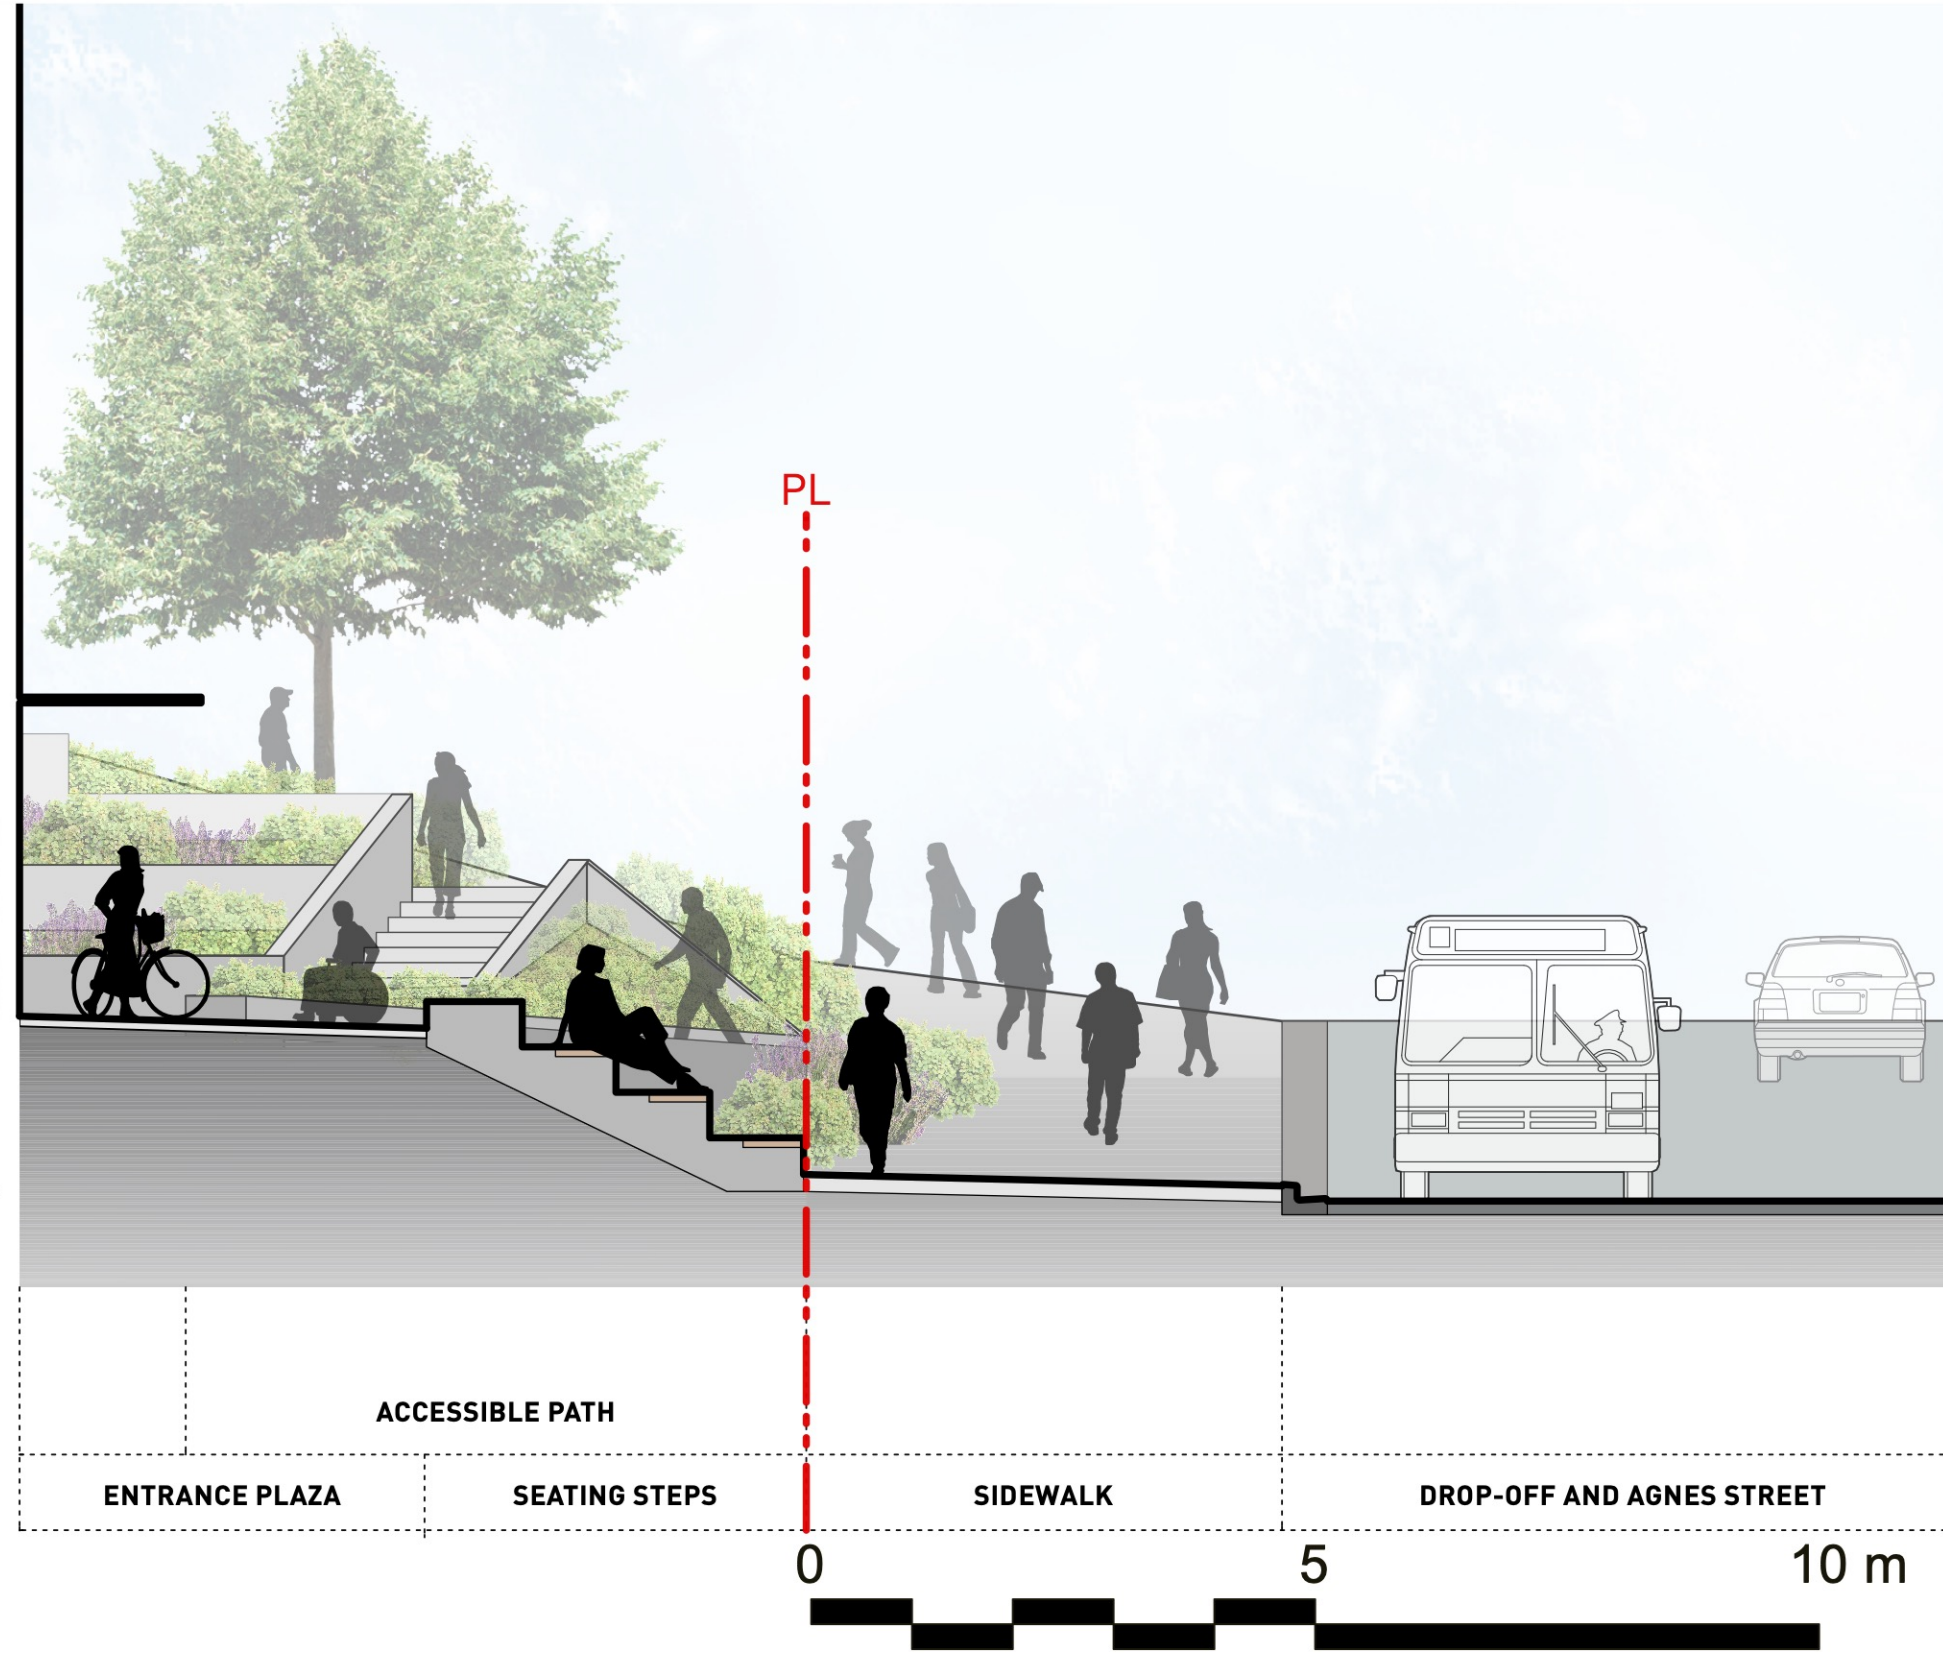 PL
ACCESSIBLE PATH
ENTRANCE PLAZA
SEATING STEPS
SIDEWALK
DROP-OFF AND AGNES STREET
0 5 10 m